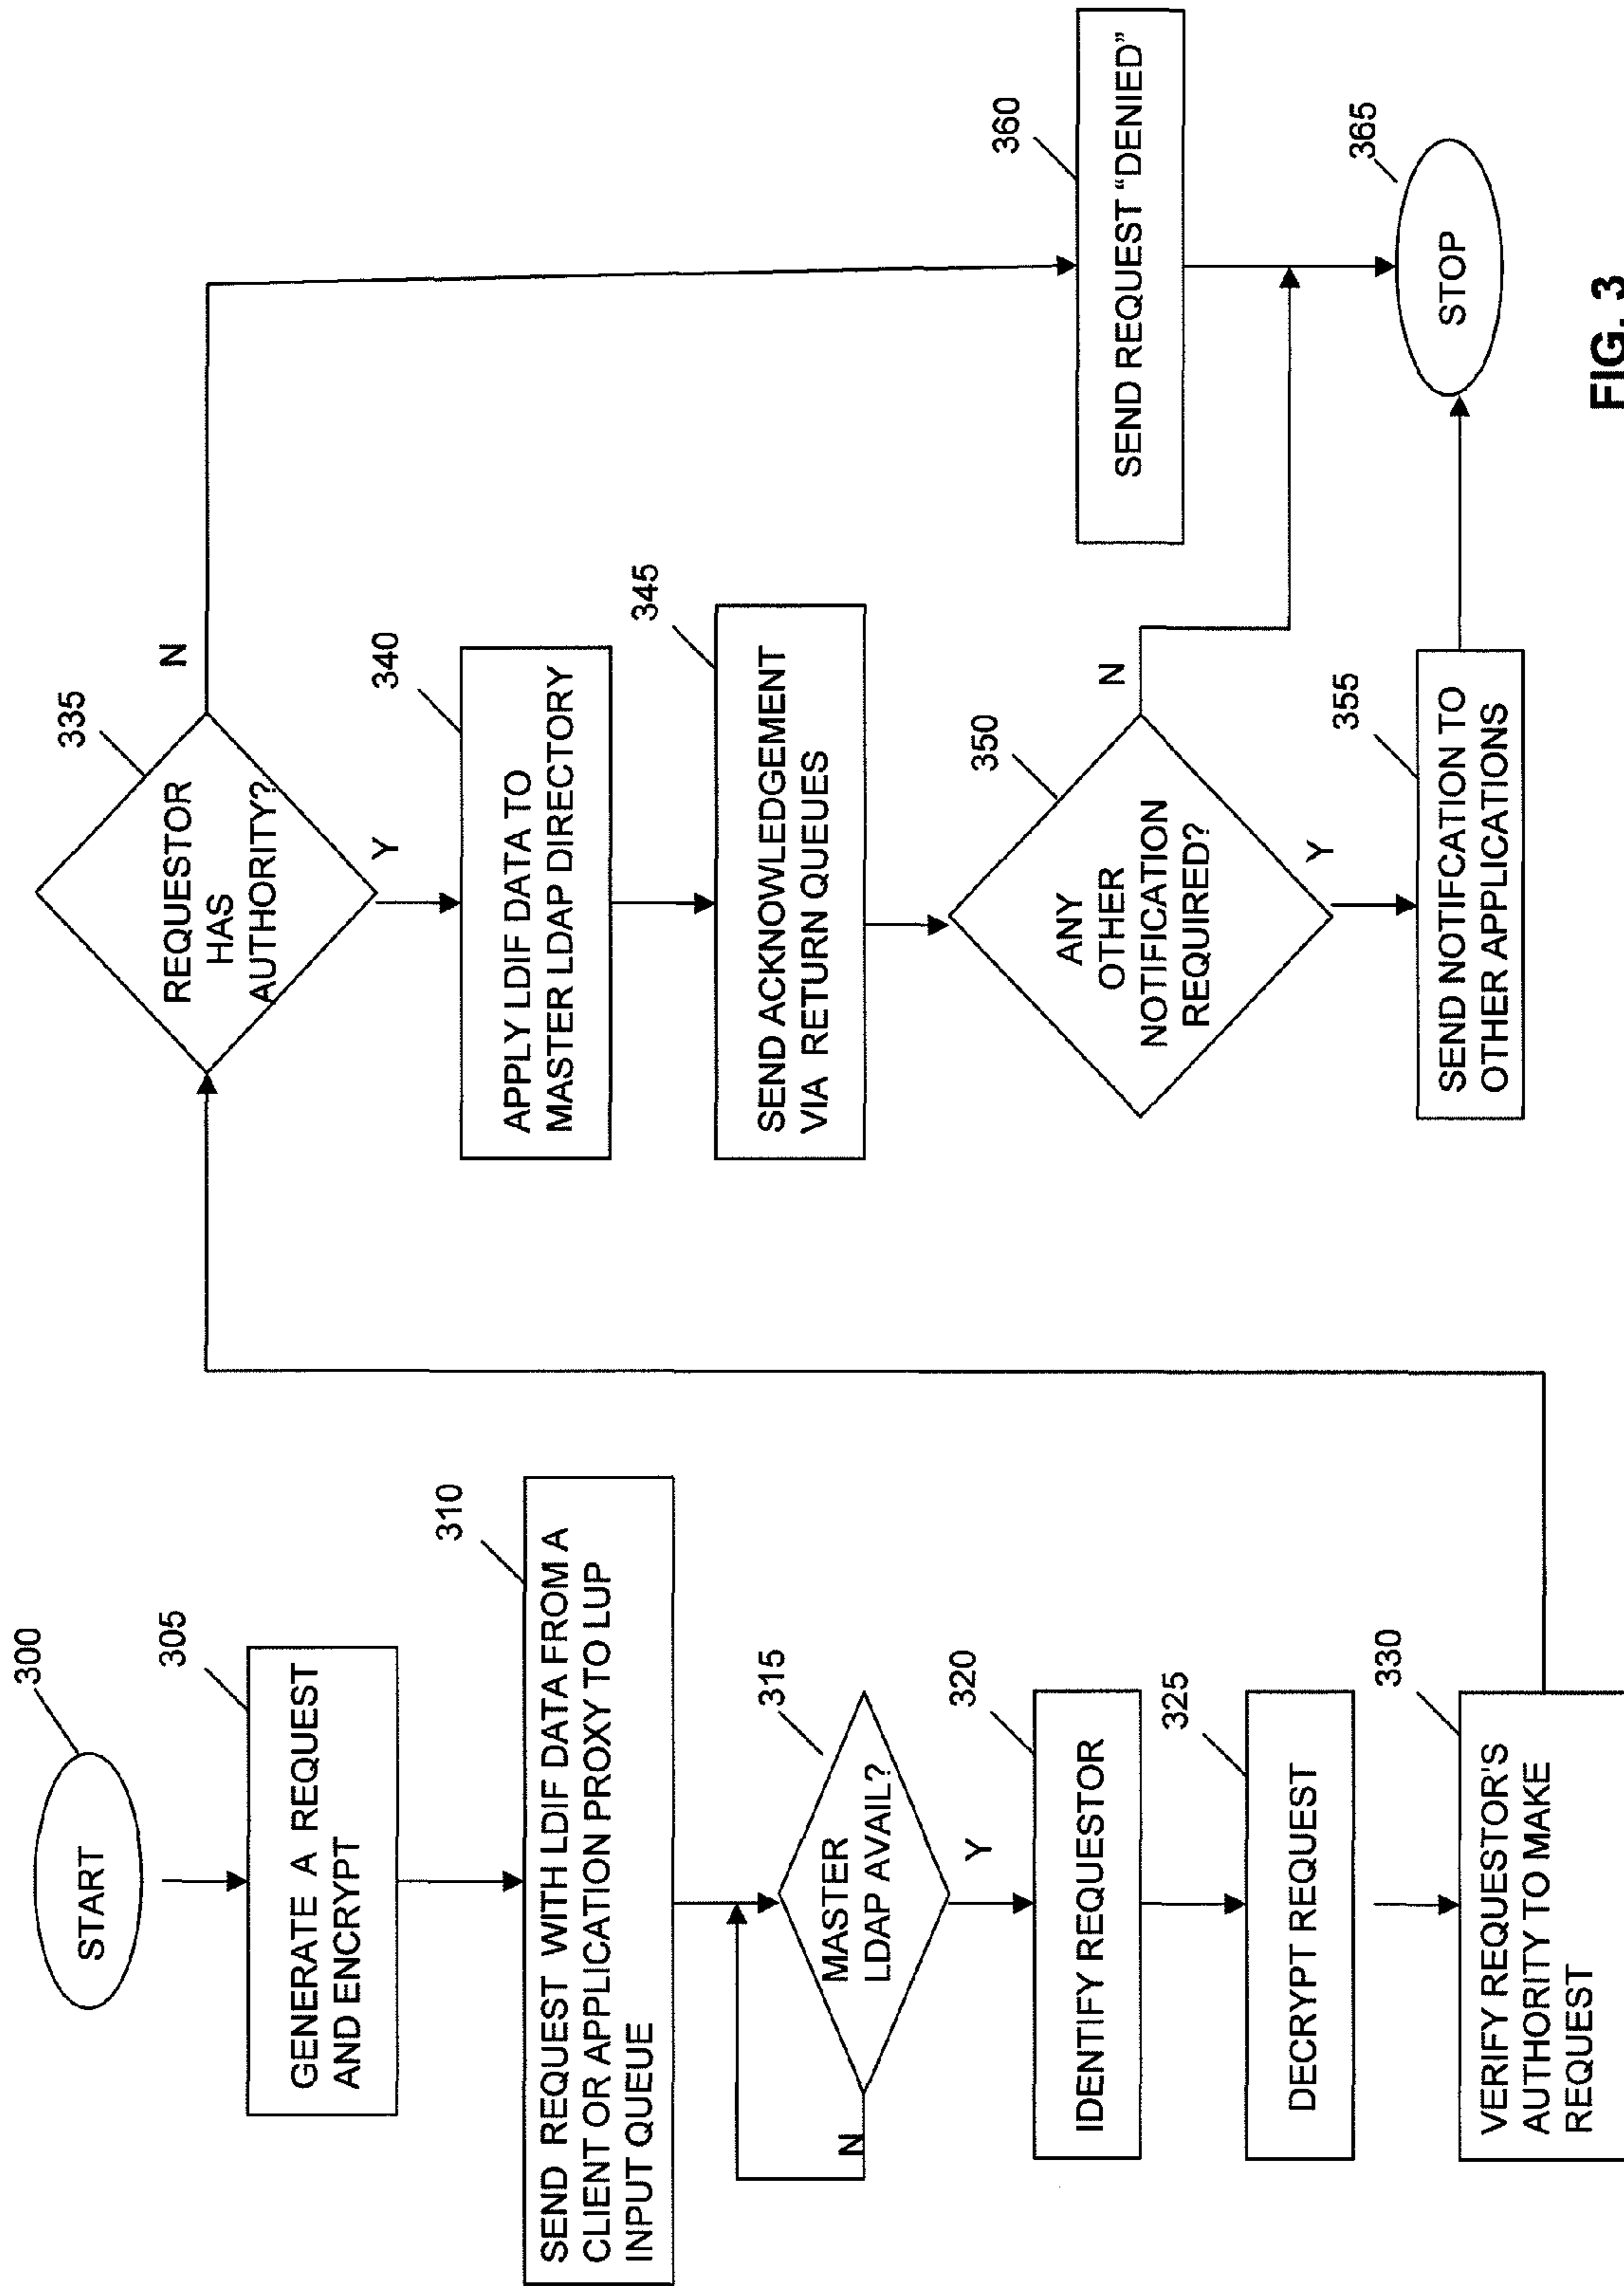 300
START
305
GENERATE A REQUEST
AND ENCRYPT
310
SEND REQUEST WITH LDIF DATA FROM A
CLIENT OR APPLICATION PROXY TO LUP
INPUT QUEUE
315
MASTER
LDAP AVAIL?
N
Y
320
IDENTIFY REQUESTOR
325
DECRYPT REQUEST
330
VERIFY REQUESTOR'S
AUTHORITY TO MAKE
REQUEST
335
REQUESTOR
HAS
AUTHORITY?
N
Y
340
APPLY LDIF DATA TO
MASTER LDAP DIRECTORY
345
SEND ACKNOWLEDGEMENT
VIA RETURN QUEUES
350
ANY
OTHER
NOTIFICATION
REQUIRED?
N
Y
355
SEND NOTIFCATION TO
OTHER APPLICATIONS
360
SEND REQUEST "DENIED"
365
STOP
FIG. 3